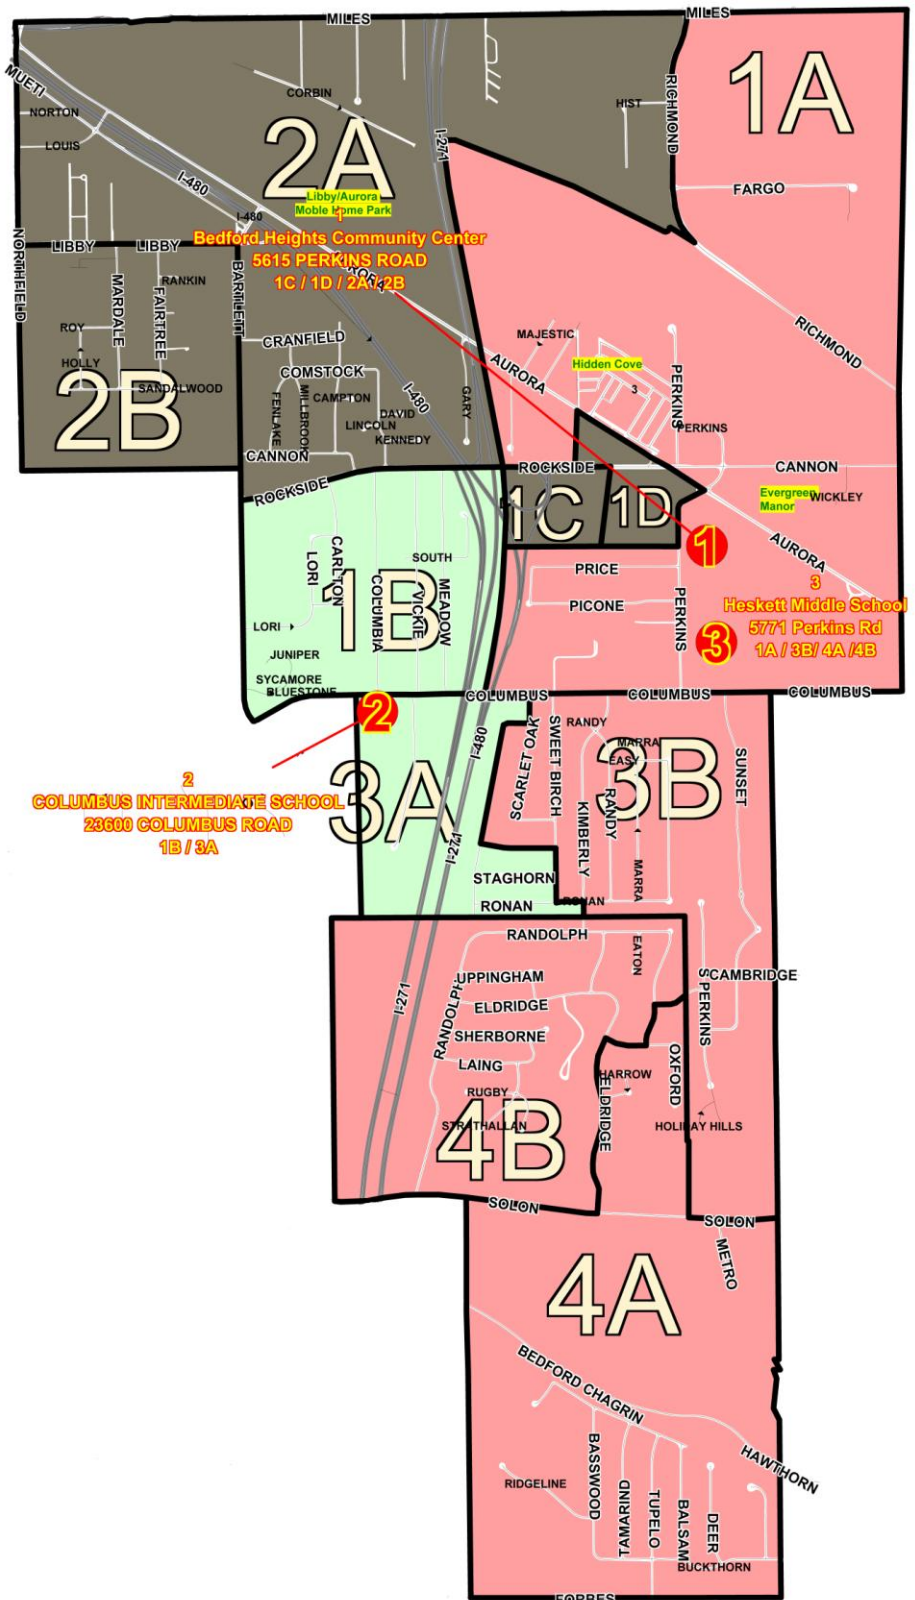 MILES
MILES
1A
MUETI
CORBIN
RICHMOND
HIST
NORTON
2A
I-271
LOUIS
I-480
FARGO
Libby/Aurora
Moble Home Park
I-480
1
Bedford Heights Community Center
5615 PERKINS ROAD
1C / 1D / 2A / 2B
NORTHFIELD
LIBBY
LIBBY
BARTLETT
AURORA
MARDALE
FAIRTREE
RANKIN
ROY
CRANFIELD
MAJESTIC
RICHMOND
HOLLY
COMSTOCK
AURORA
Hidden Cove
PERKINS
3
2B
SANDALWOOD
FENLAKE
MILLBROOK
CAMPTON
I-480
DAVID
LINCOLN
KENNEDY
GARY
PERKINS
CANNON
ROCKSIDE
CANNON
ROCKSIDE
1C
1D
Evergreen
Manor
WICKLEY
1
LORI
CARLTON
SOUTH
AURORA
PRICE
1B
COLUMBIA
VICKIE
MEADOW
PICONE
PERKINS
3
Heskett Middle School
5771 Perkins Rd
1A / 3B/ 4A /4B
3
LORI
JUNIPER
SYCAMORE
BLUESTONE
COLUMBUS
COLUMBUS
COLUMBUS
2
2
COLUMBUS INTERMEDIATE SCHOOL
23600 COLUMBUS ROAD
1B / 3A
3A
I-480
SCARLET OAK
SWEET BIRCH
RANDY
MARRA
EASY
3B
SUNSET
KIMBERLY
RANDY
I-271
MARRA
STAGHORN
RONAN
RONAN
RANDOLPH
EATON
UPPINGHAM
S PERKINS
CAMBRIDGE
I-271
RANDOLPH
ELDRIDGE
SHERBORNE
LAING
OXFORD
HARROW
ELDRIDGE
RUGBY
STRATHALLAN
HOLIDAY HILLS
4B
SOLON
SOLON
METRO
4A
BEDFORD CHAGRIN
HAWTHORN
RIDGELINE
BASSWOOD
TAMARIND
TUPELO
BALSAM
DEER
BUCKTHORN
FORBES